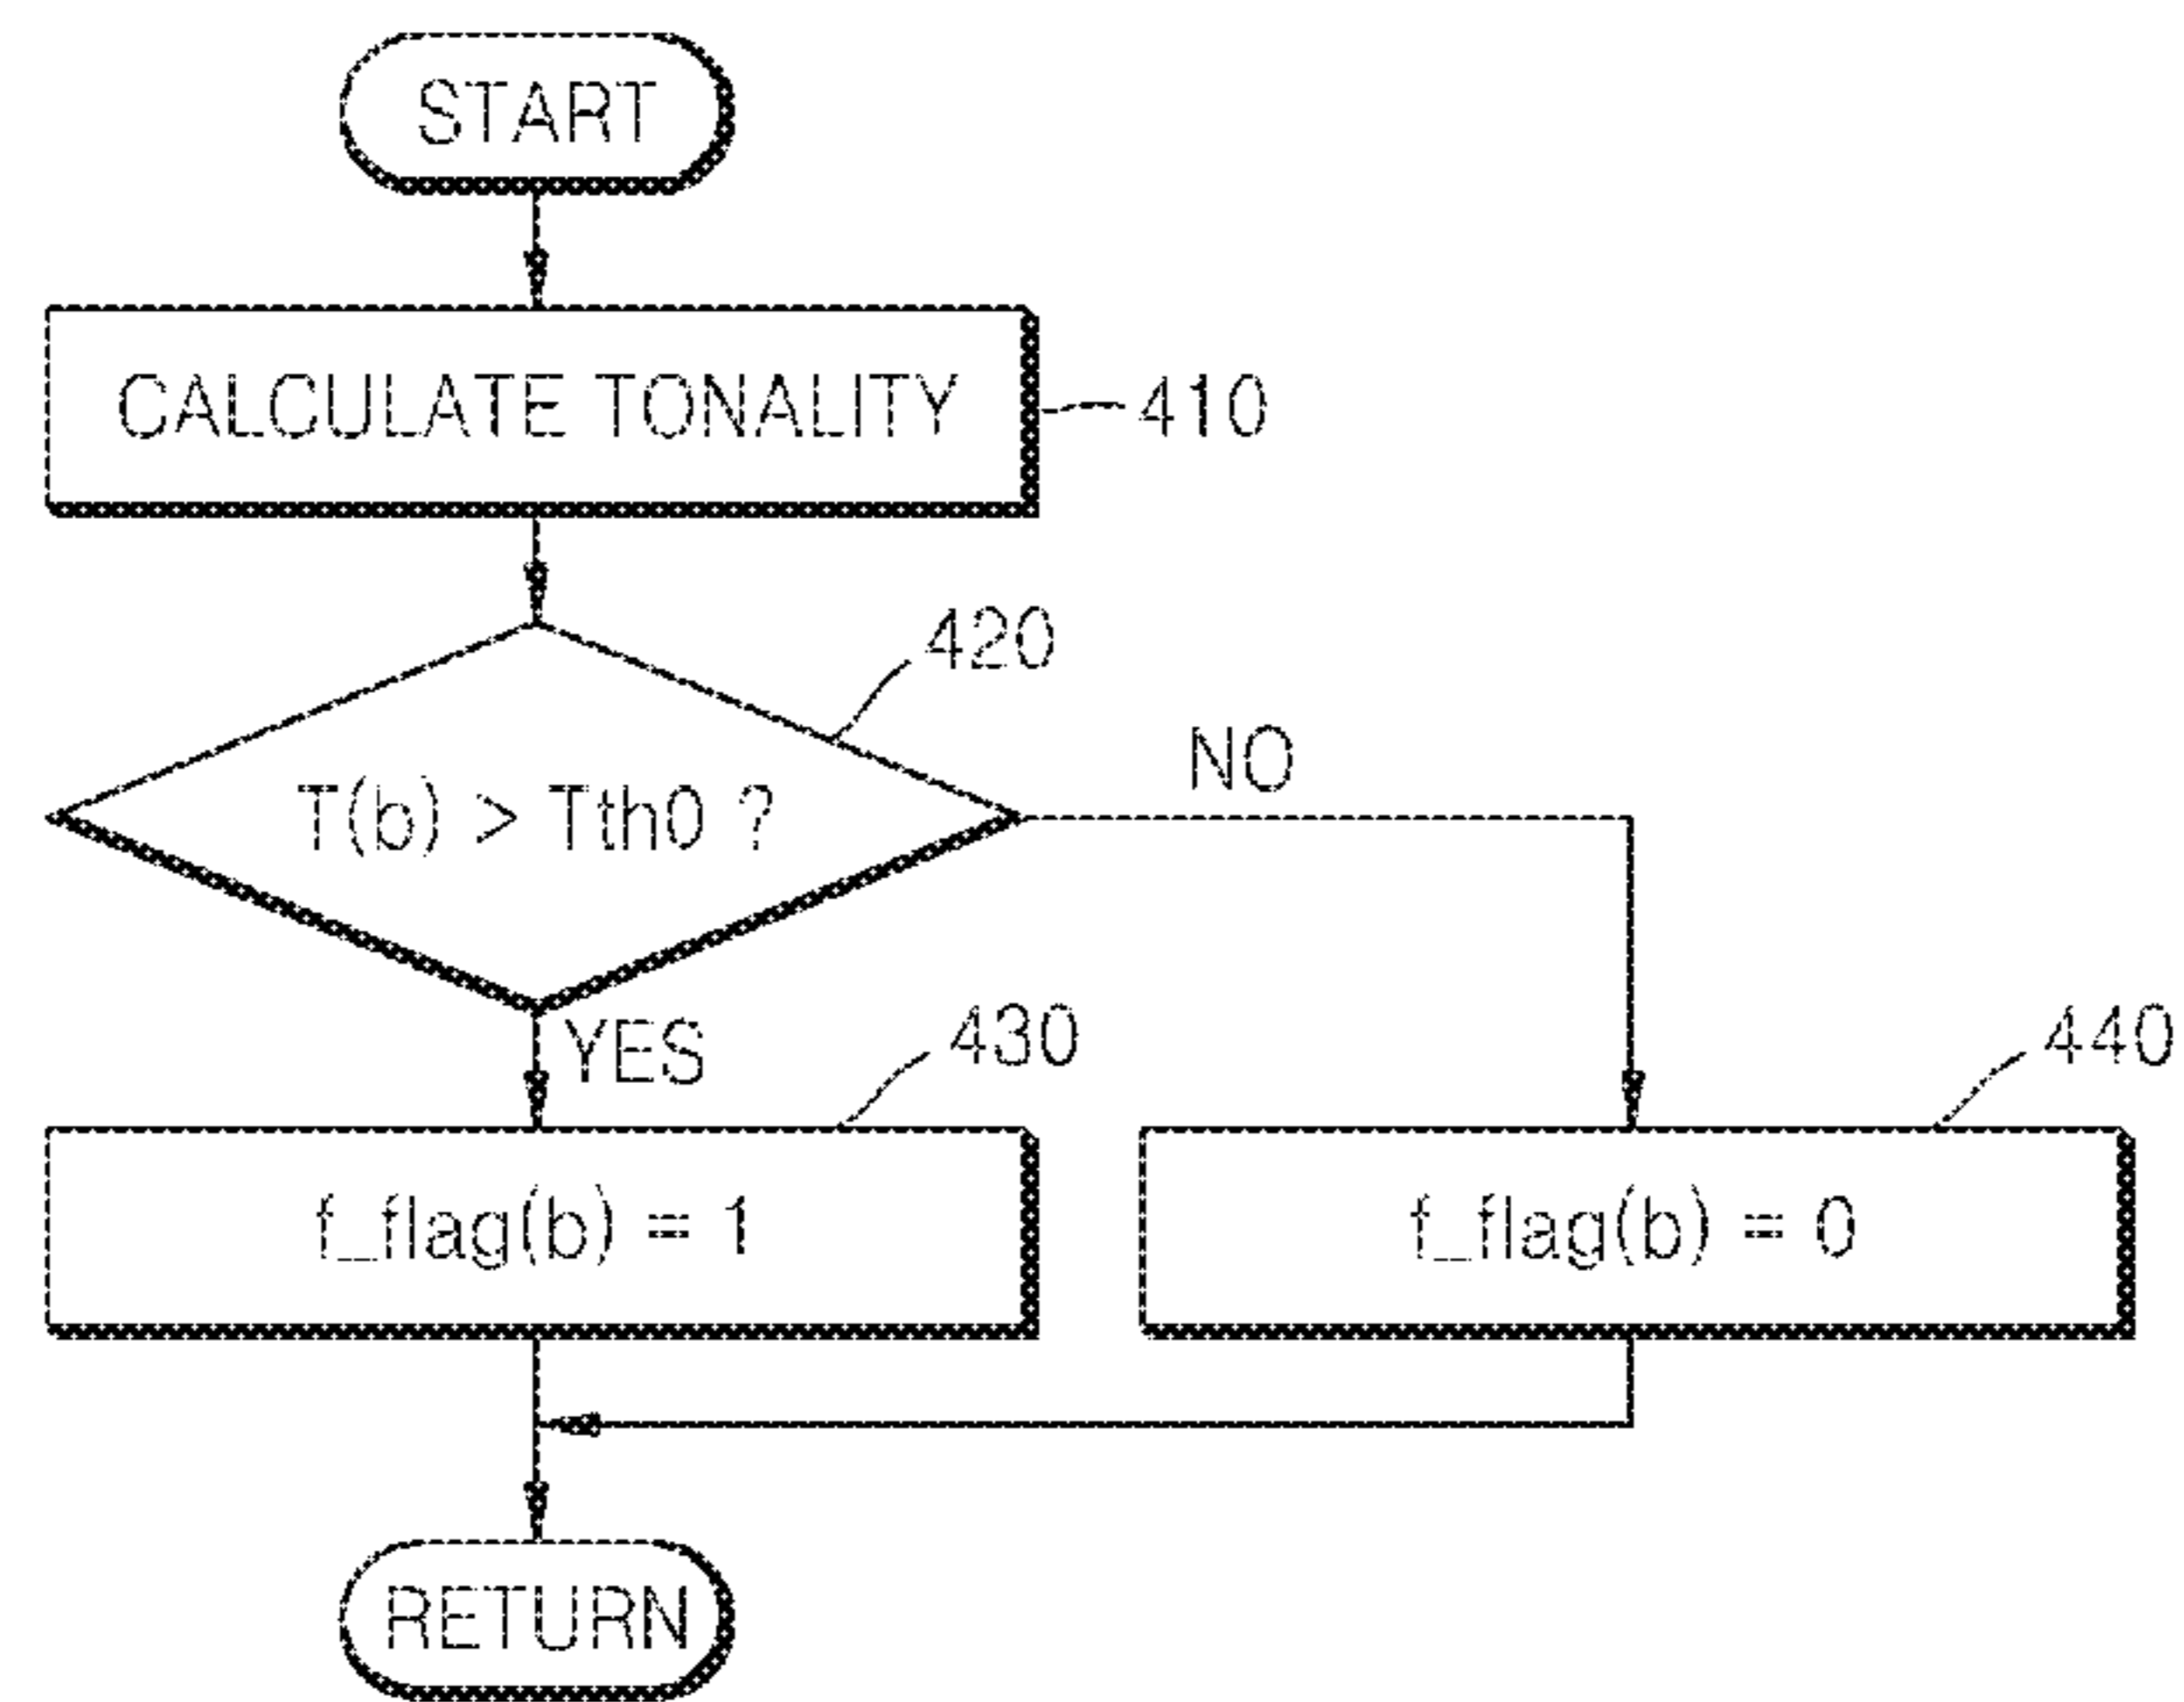 START
CALCULATE TONALITY
410
420
T(b) > Tth0 ?
NO
YES
430
440
f_flag(b) = 1
f_flag(b) = 0
RETURN